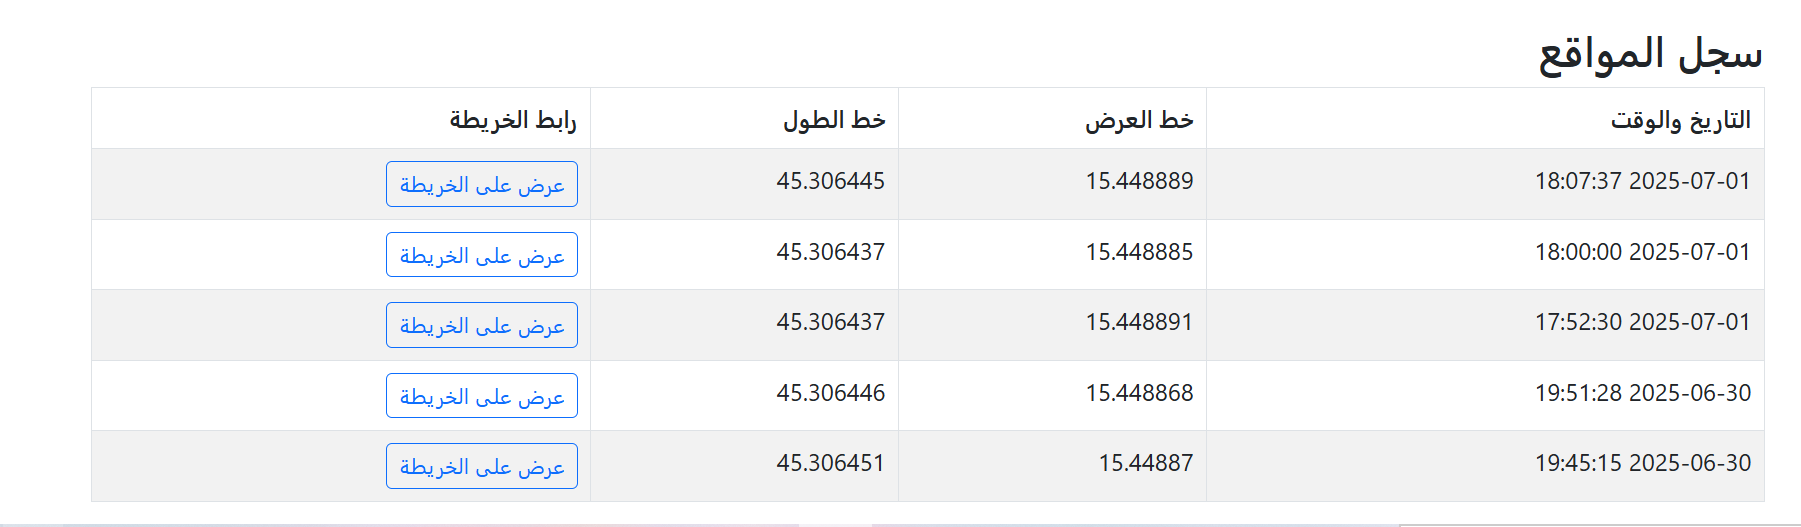 سجل المواقع
التاريخ والوقت خط العرض خط الطول رابط الخريطة
2025-07-01 18:07:37 15.448889 45.306445 عرض على الخريطة
2025-07-01 18:00:00 15.448885 45.306437 عرض على الخريطة
2025-07-01 17:52:30 15.448891 45.306437 عرض على الخريطة
2025-06-30 19:51:28 15.448868 45.306446 عرض على الخريطة
2025-06-30 19:45:15 15.44887 45.306451 عرض على الخريطة